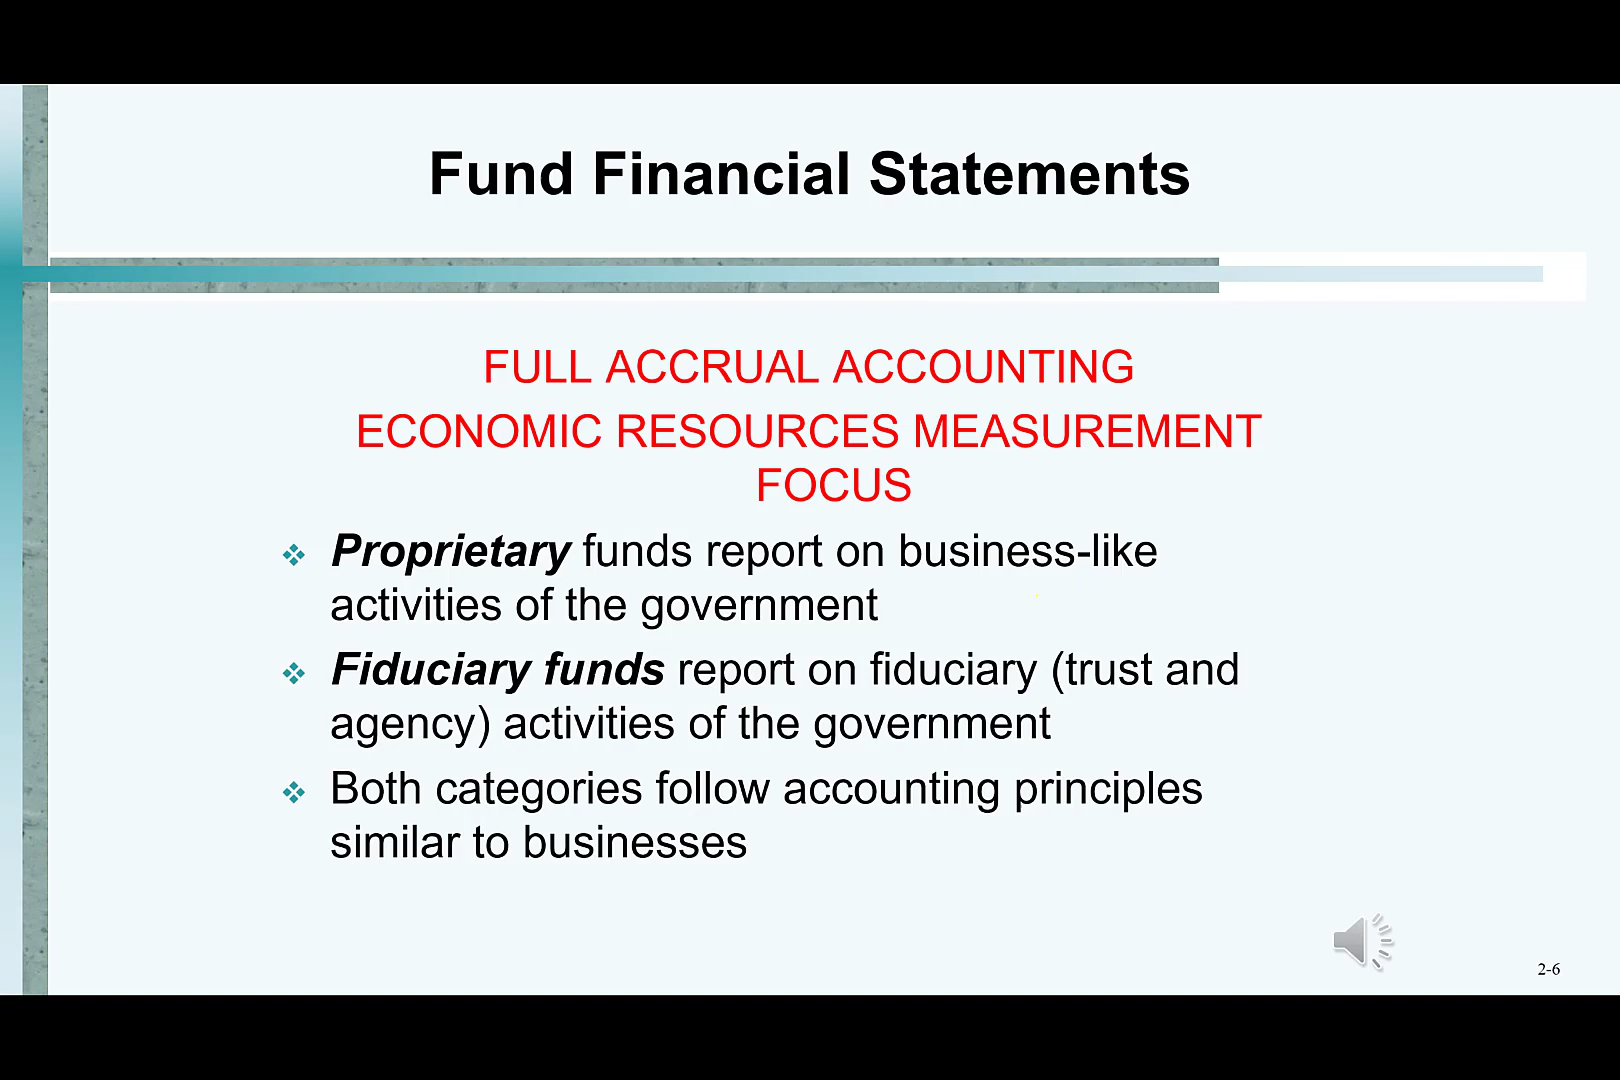 Fund Financial Statements
FULL ACCRUAL ACCOUNTING
ECONOMIC RESOURCES MEASUREMENT
FOCUS
Proprietary funds report on business-like
activities of the government
Fiduciary funds report on fiduciary (trust and
agency) activities of the government
Both categories follow accounting principles
similar to businesses
2-6